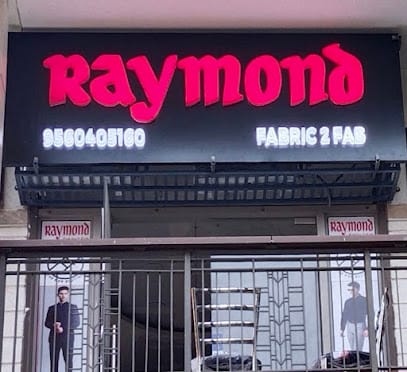 Raymond
9560405160 FABRIC 2 FAB
Raymond Raymond